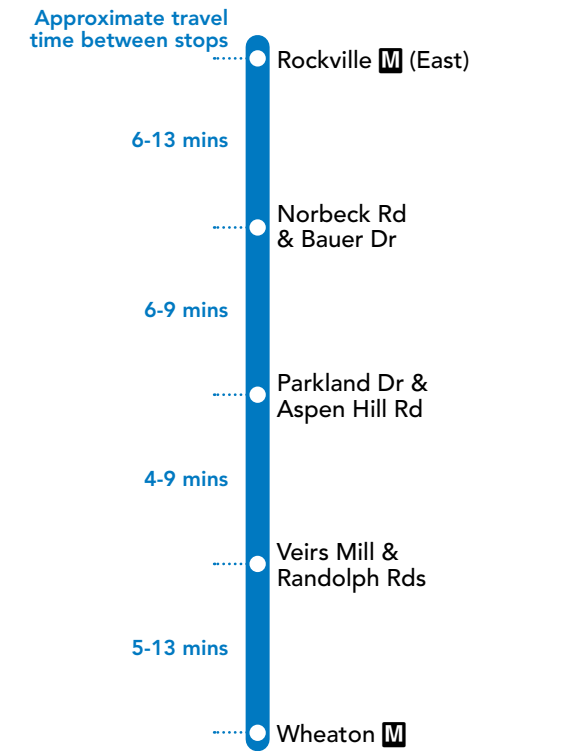 Approximate travel
time between stops
Rockville M (East)
6-13 mins
Norbeck Rd
& Bauer Dr
6-9 mins
Parkland Dr &
Aspen Hill Rd
4-9 mins
Veirs Mill &
Randolph Rds
5-13 mins
Wheaton M